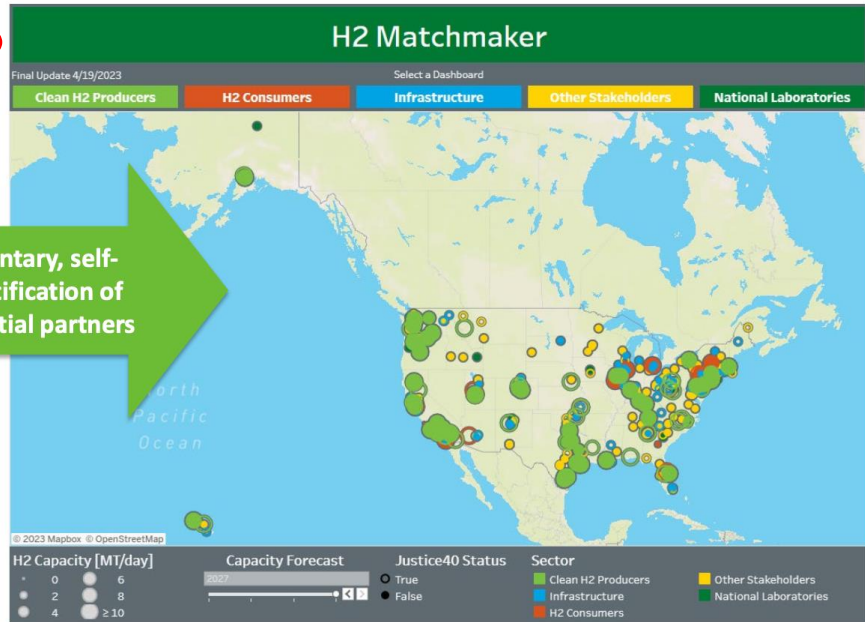 H2 Matchmaker
Final Update 4/19/2023
Select a Dashboard
Clean H2 Producers
H2 Consumers
Infrastructure
Other Stakeholders
National Laboratories
ntary, self-
tification of
tial partners
North
Pacific
Ocean
© 2023 Mapbox © OpenStreetMap
H2 Capacity [MT/day]
0 6
2 8
4 ≥ 10
Capacity Forecast
2027
Justice40 Status
True
False
Sector
Clean H2 Producers
Infrastructure
H2 Consumers
Other Stakeholders
National Laboratories